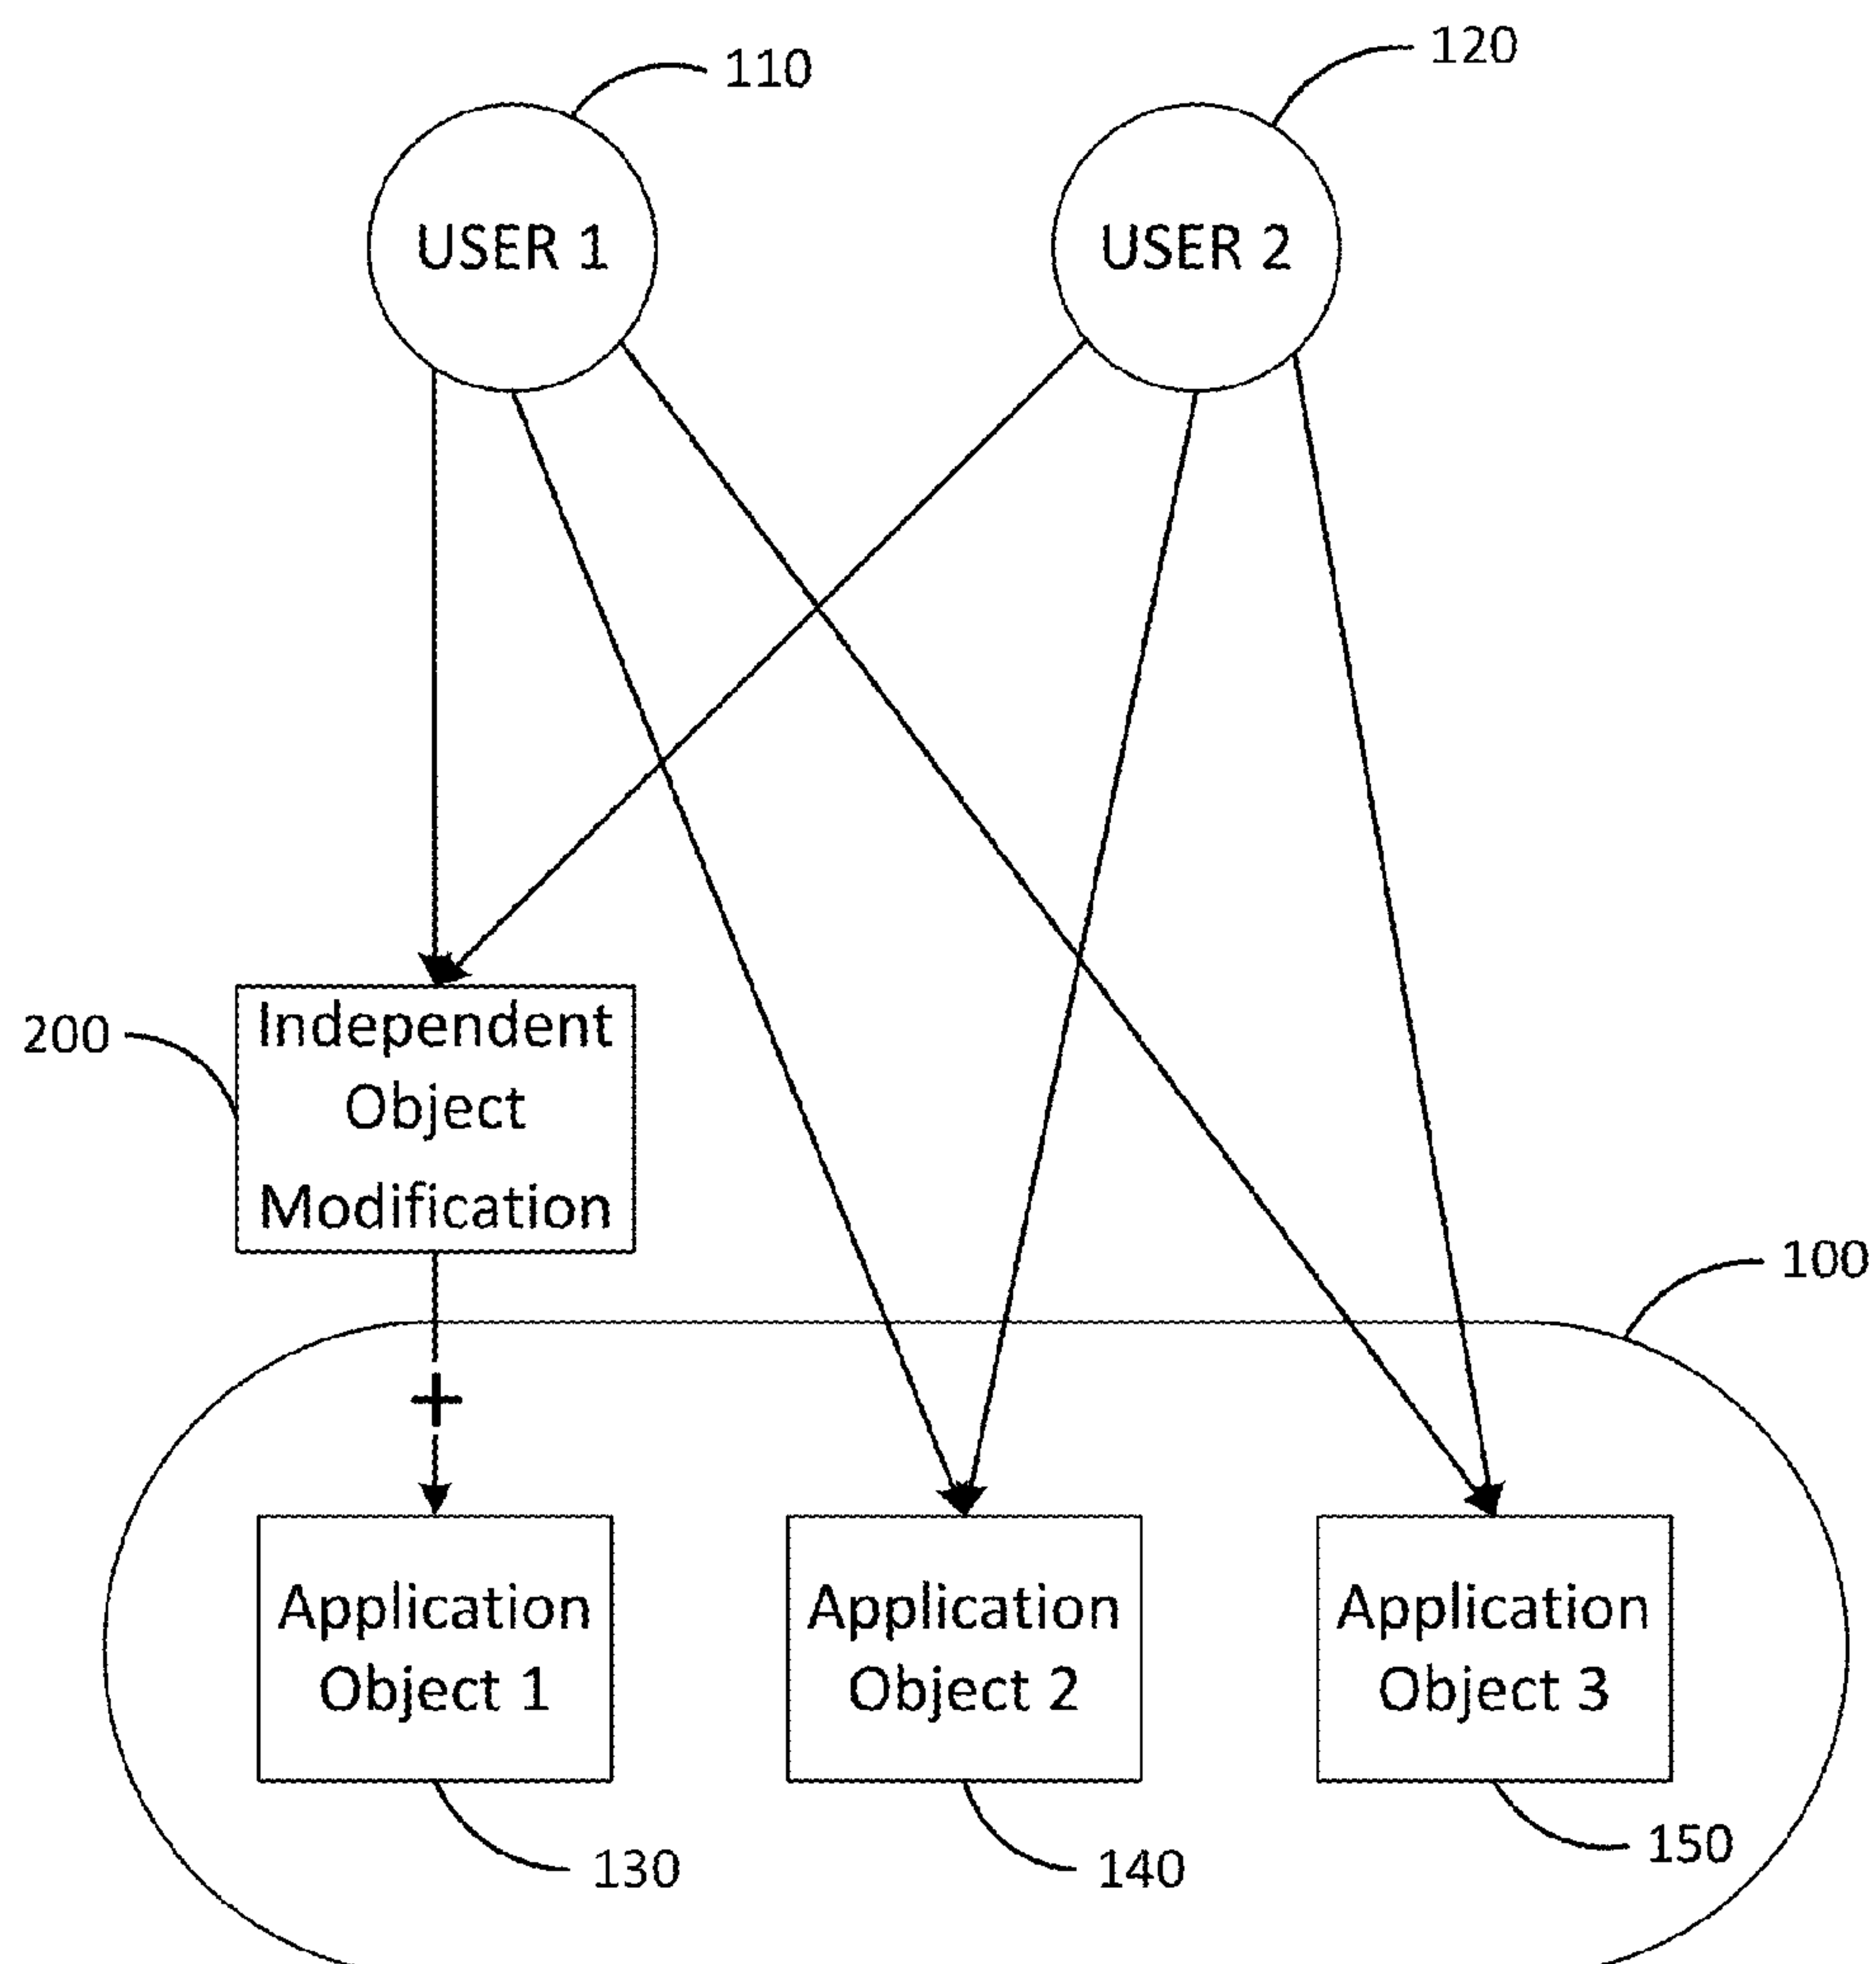 110
120
USER 1
USER 2
200
Independent
Object
Modification
100
+
Application
Object 1
Application
Object 2
Application
Object 3
130
140
150